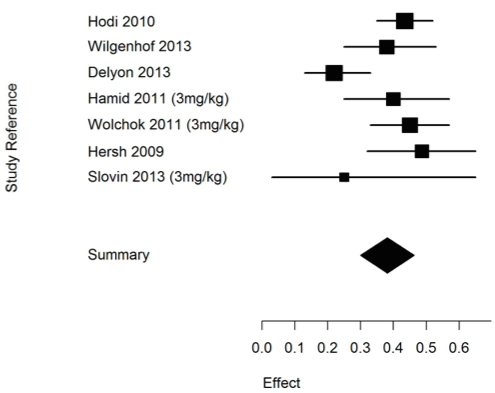 Study Reference
Hodi 2010
Wilgenhof 2013
Delyon 2013
Hamid 2011 (3mg/kg)
Wolchok 2011 (3mg/kg)
Hersh 2009
Slovin 2013 (3mg/kg)
Summary
0.0 0.1 0.2 0.3 0.4 0.5 0.6
Effect